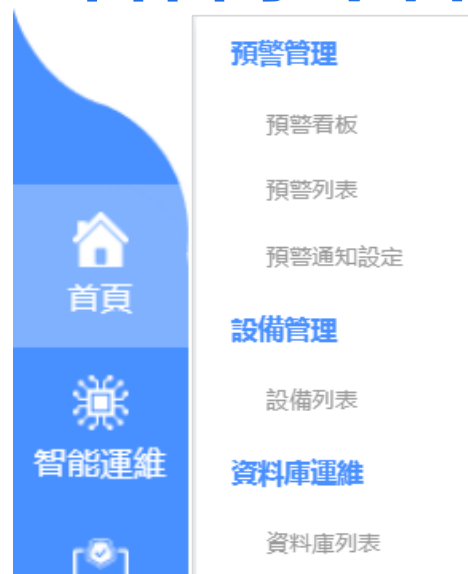 首頁
智能運維
預警管理
預警看板
預警列表
預警通知設定
設備管理
設備列表
資料庫運維
資料庫列表